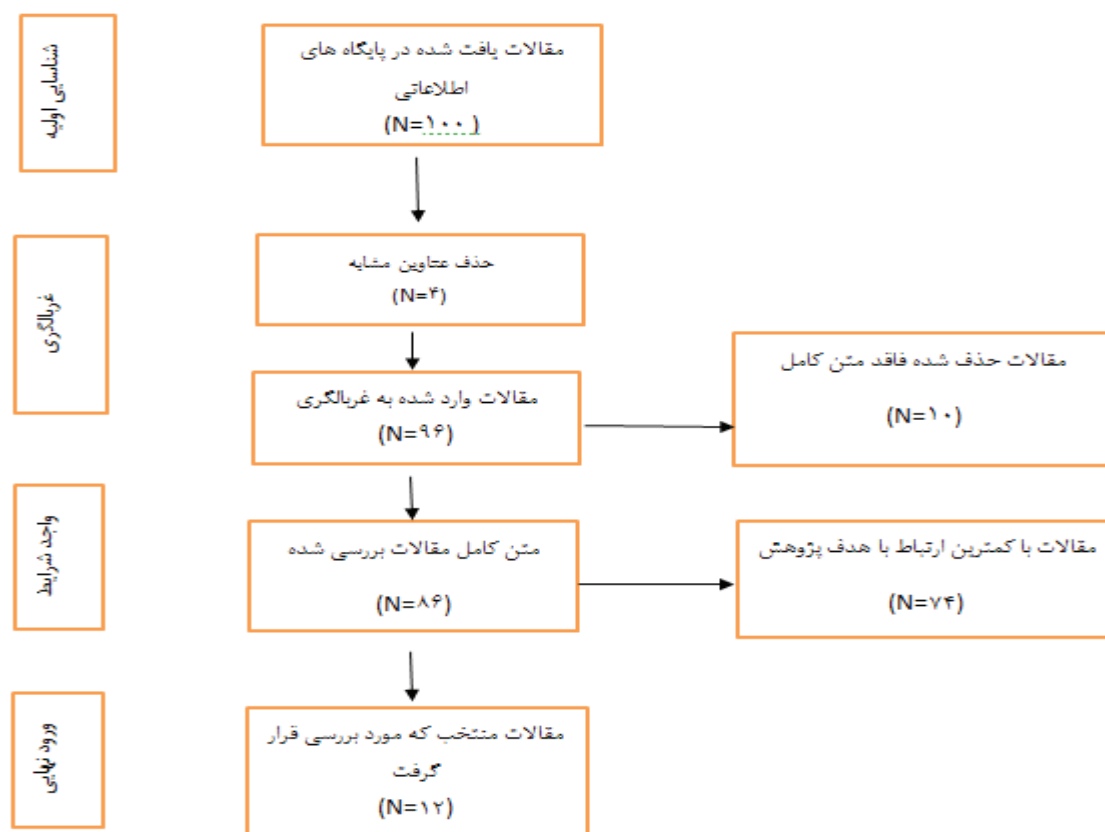 شناسایی اولیه
مقالات یافت شده در پایگاه های
اطلاعاتی
(N=۱۰۰)
غربالگری
حذف عناوین مشابه
(N=۴)
مقالات وارد شده به غربالگری
(N=۹۶)
مقالات حذف شده فاقد متن کامل
(N=۱۰)
واجد شرایط
متن کامل مقالات بررسی شده
(N=۸۶)
مقالات با کمترین ارتباط با هدف پژوهش
(N=۷۴)
ورود نهایی
مقالات منتخب که مورد بررسی قرار
گرفت
(N=۱۲)